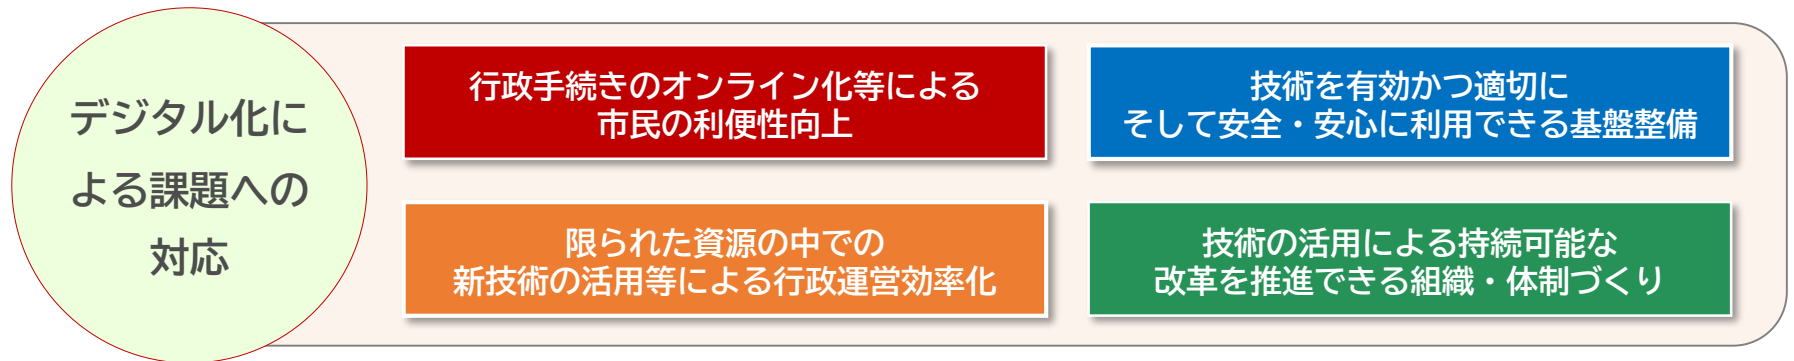 デジタル化に
よる課題への
対応
行政手続きのオンライン化等による
市民の利便性向上
技術を有効かつ適切に
そして安全・安心に利用できる基盤整備
限られた資源の中での
新技術の活用等による行政運営効率化
技術の活用による持続可能な
改革を推進できる組織・体制づくり